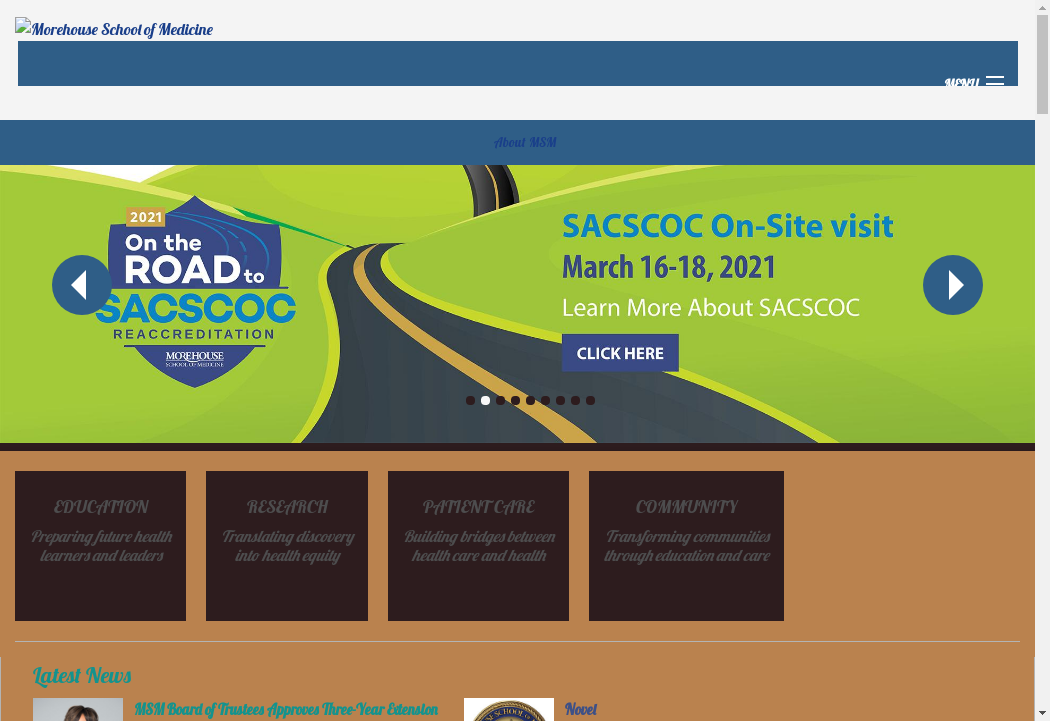 Morehouse School of Medicine
MENU
About MSM
2021
On the
ROAD to
SACSCOC
REACCREDITATION
MOREHOUSE
SCHOOL OF MEDICINE
SACSCOC On-Site visit
March 16-18, 2021
Learn More About SACSCOC
CLICK HERE
EDUCATION
Preparing future health
learners and leaders
RESEARCH
Translating discovery
into health equity
PATIENT CARE
Building bridges between
health care and health
COMMUNITY
Transforming communities
through education and care
Latest News
MSM Board of Trustees Approves Three-Year Extension
Novel